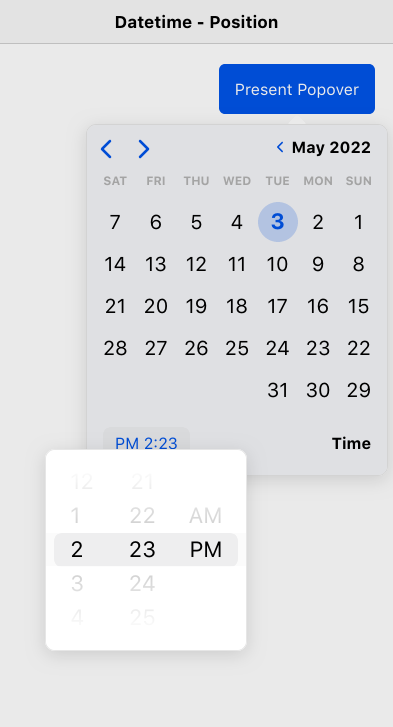 Datetime - Position
Present Popover
May 2022
SAT FRI THU WED TUE MON SUN
7 6 5 4 3 2 1
14 13 12 11 10 9 8
21 20 19 18 17 16 15
28 27 26 25 24 23 22
31 30 29
PM 2:23 Time
12 21
1 22 AM
2 23 PM
3 24
4 25